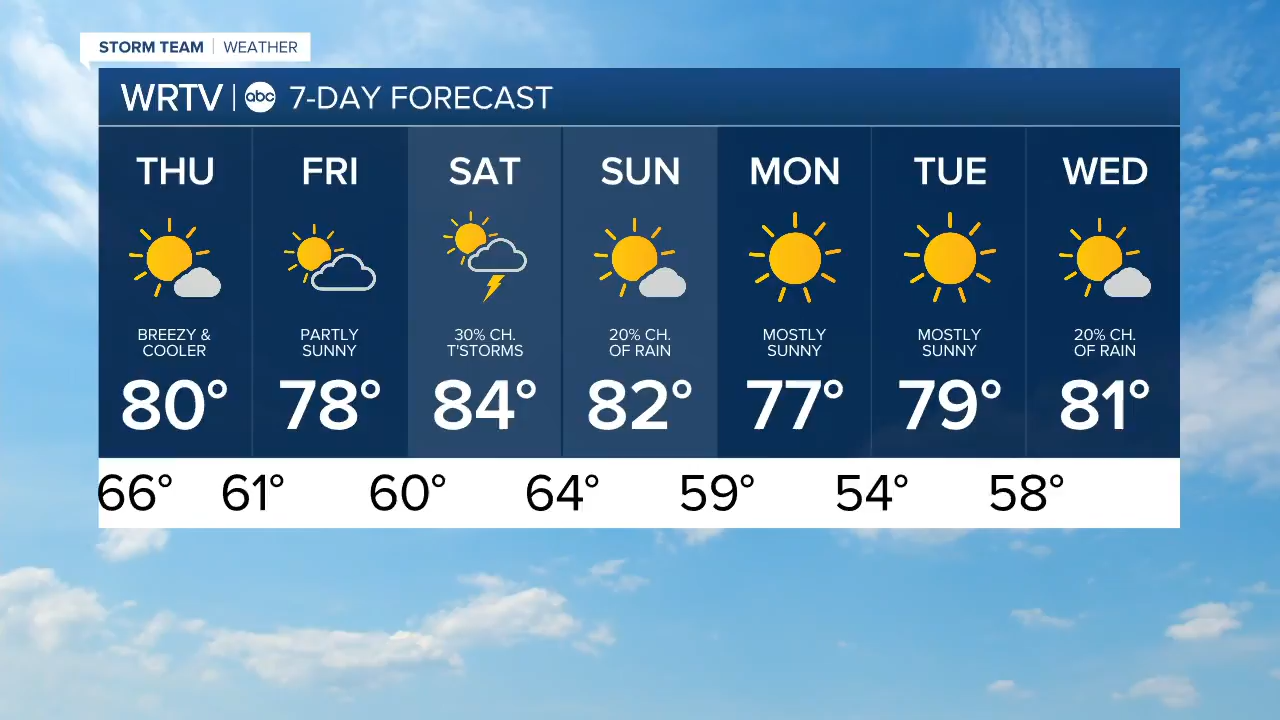 STORM TEAM | WEATHER
WRTV | abc 7-DAY FORECAST
THU FRI SAT SUN MON TUE WED
BREEZY & PARTLY 30% CH. 20% CH. MOSTLY MOSTLY 20% CH.
COOLER SUNNY T'STORMS OF RAIN SUNNY SUNNY OF RAIN
80° 78° 84° 82° 77° 79° 81°
66° 61° 60° 64° 59° 54° 58°